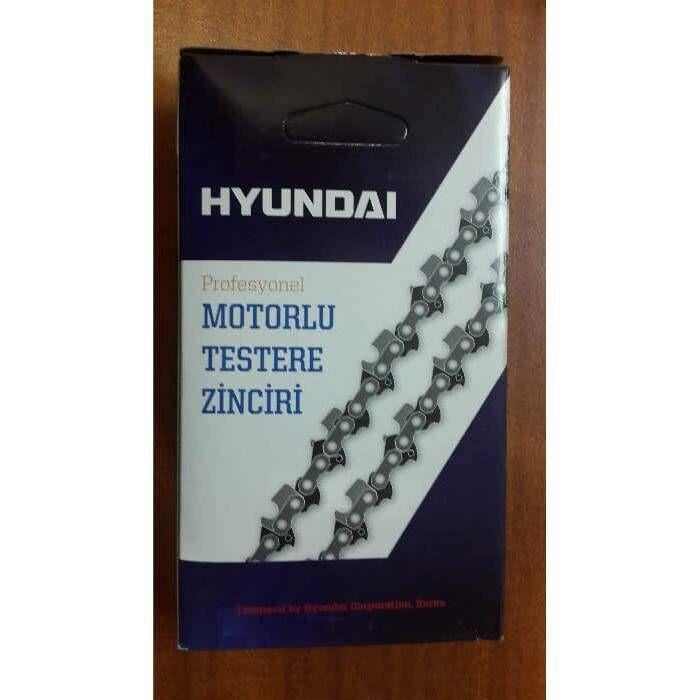 HYUNDAI
Profesyonel
MOTORLU
TESTERE
ZİNCİRİ
Licensed by Hyundai Corporation, Korea